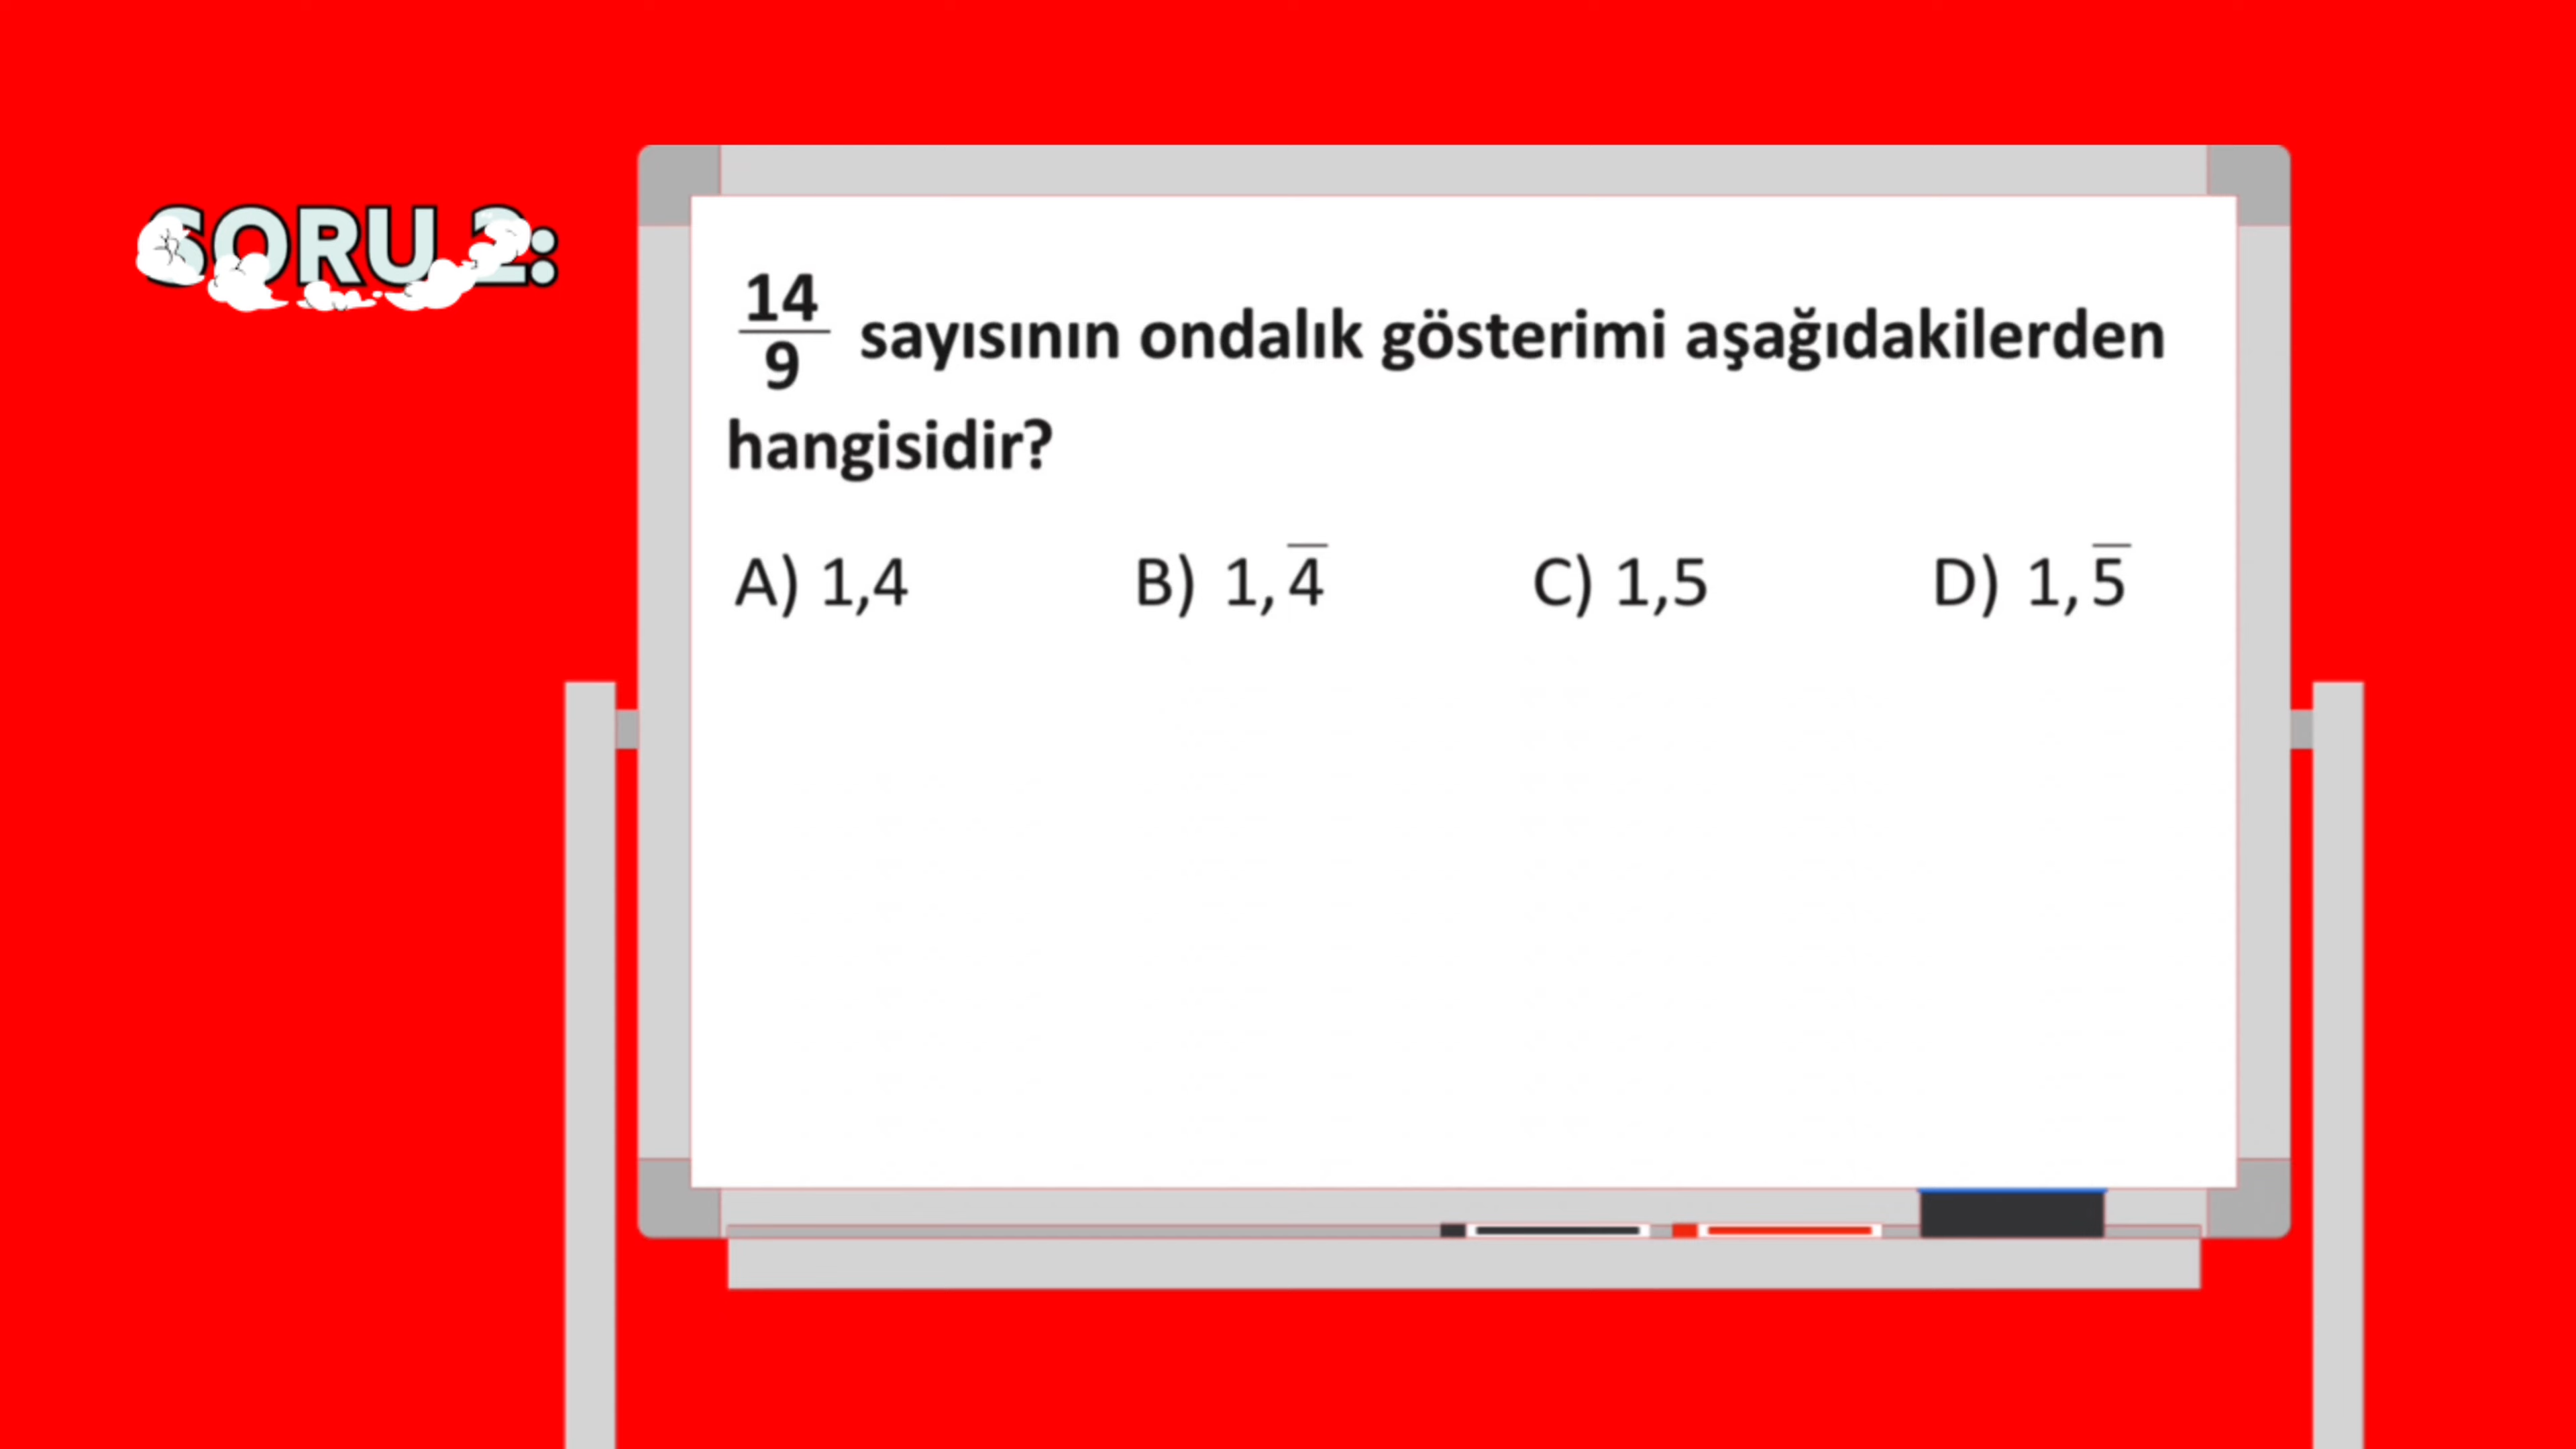 SORU 2:
14/9 sayısının ondalık gösterimi aşağıdakilerden
hangisidir?
A) 1,4 B) 1,4̅ C) 1,5 D) 1,5̅